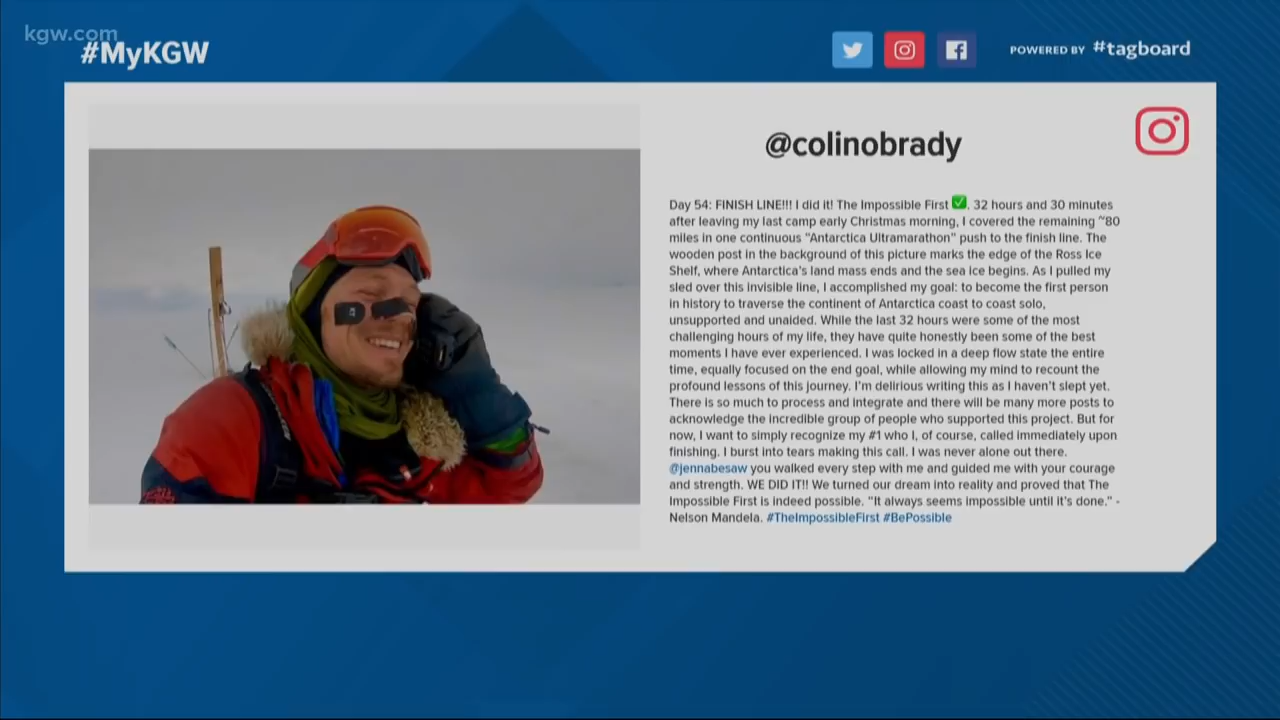 kgw.com
#MyKGW
POWERED BY #tagboard
@colinobrady
Day 54: FINISH LINE!!! I did it! The Impossible First ✅. 32 hours and 30 minutes
after leaving my last camp early Christmas morning, I covered the remaining ~80
miles in one continuous "Antarctica Ultramarathon" push to the finish line. The
wooden post in the background of this picture marks the edge of the Ross Ice
Shelf, where Antarctica's land mass ends and the sea ice begins. As I pulled my
sled over this invisible line, I accomplished my goal: to become the first person
in history to traverse the continent of Antarctica coast to coast solo,
unsupported and unaided. While the last 32 hours were some of the most
challenging hours of my life, they have quite honestly been some of the best
moments I have ever experienced. I was locked in a deep flow state the entire
time, equally focused on the end goal, while allowing my mind to recount the
profound lessons of this journey. I'm delirious writing this as I haven't slept yet.
There is so much to process and integrate and there will be many more posts to
acknowledge the incredible group of people who supported this project. But for
now, I want to simply recognize my #1 who I, of course, called immediately upon
finishing. I burst into tears making this call. I was never alone out there.
@jennabesaw you walked every step with me and guided me with your courage
and strength. WE DID IT!! We turned our dream into reality and proved that The
Impossible First is indeed possible. "It always seems impossible until it's done." -
Nelson Mandela. #TheImpossibleFirst #BePossible